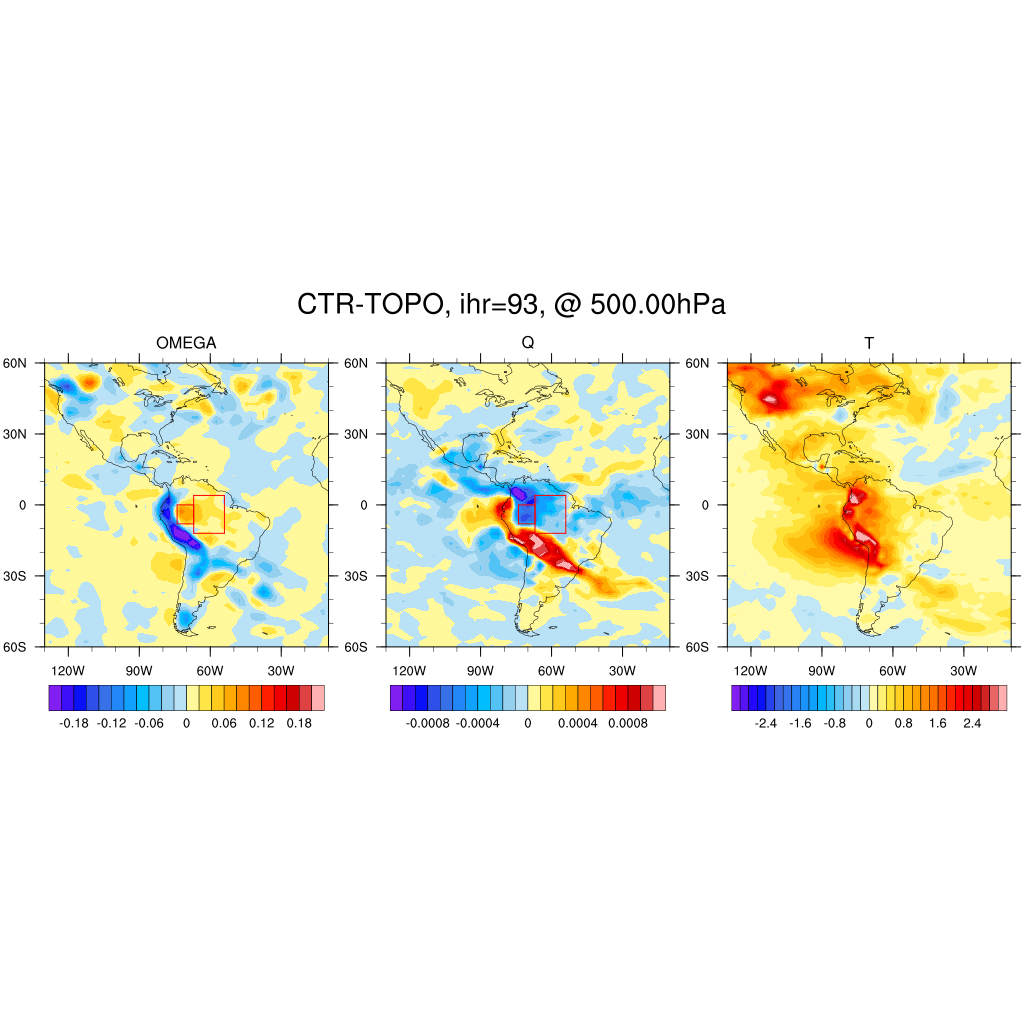 CTR-TOPO, ihr=93, @ 500.00hPa
OMEGA Q T
60N 60N 60N
30N 30N 30N
0 0 0
30S 30S 30S
60S 60S 60S
120W 90W 60W 30W 120W 90W 60W 30W 120W 90W 60W 30W
-0.18 -0.12 -0.06 0 0.06 0.12 0.18 -0.0008 -0.0004 0 0.0004 0.0008 -2.4 -1.6 -0.8 0 0.8 1.6 2.4